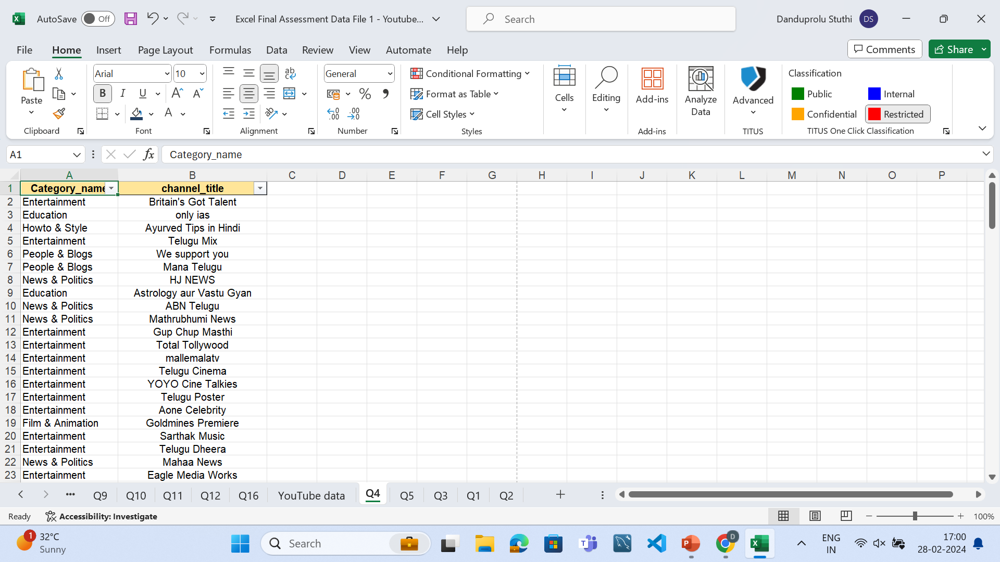 AutoSave Off Excel Final Assessment Data File 1 - Youtube... Search Danduprolu Stuthi DS
File Home Insert Page Layout Formulas Data Review View Automate Help Comments Share
Arial 10 General Conditional Formatting Classification
Paste B I U A A % Format as Table Cells Editing Add-ins Analyze Data Advanced Public Internal
A Cell Styles Confidential Restricted
Clipboard Font Alignment Number Styles Add-ins TITUS TITUS One Click Classification
A1 fx Category_name
A B C D E F G H I J K L M N O P
1 Category_name channel_title
2 Entertainment Britain's Got Talent
3 Education only ias
4 Howto & Style Ayurved Tips in Hindi
5 Entertainment Telugu Mix
6 People & Blogs We support you
7 People & Blogs Mana Telugu
8 News & Politics HJ NEWS
9 Education Astrology aur Vastu Gyan
10 News & Politics ABN Telugu
11 News & Politics Mathrubhumi News
12 Entertainment Gup Chup Masthi
13 Entertainment Total Tollywood
14 Entertainment mallemalatv
15 Entertainment Telugu Cinema
16 Entertainment YOYO Cine Talkies
17 Entertainment Telugu Poster
18 Entertainment Aone Celebrity
19 Film & Animation Goldmines Premiere
20 Entertainment Sarthak Music
21 Entertainment Telugu Dheera
22 News & Politics Mahaa News
23 Entertainment Eagle Media Works
Q9 Q10 Q11 Q12 Q16 YouTube data Q4 Q5 Q3 Q1 Q2
Ready Accessibility: Investigate 100%
1 32°C Search D ENG 17:00
Sunny IN 28-02-2024